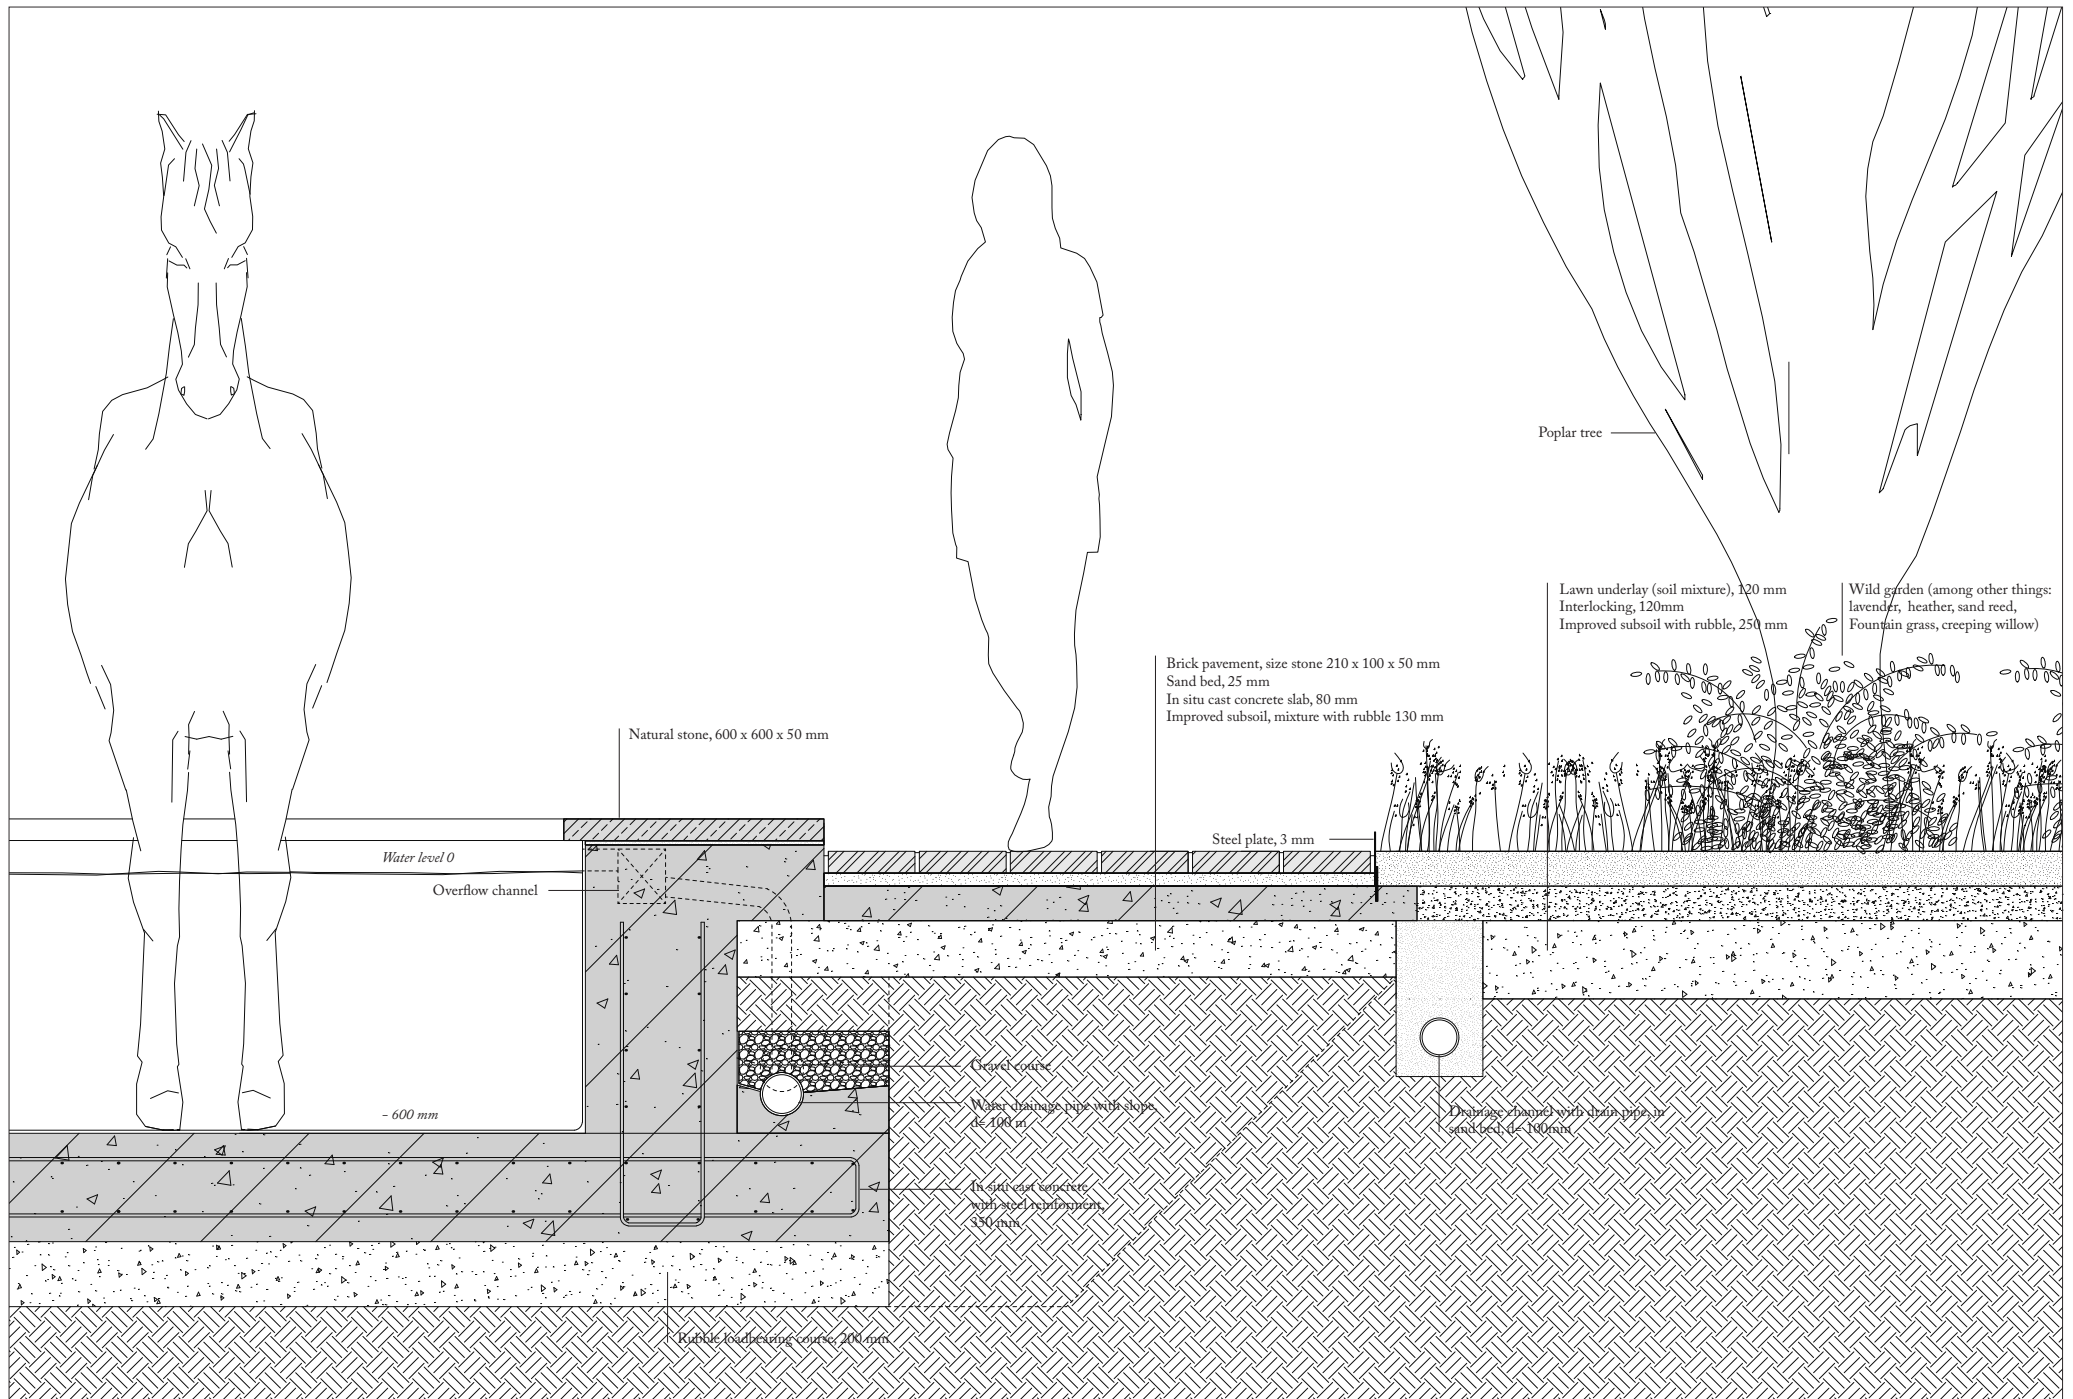 Poplar tree
Lawn underlay (soil mixture), 120 mm
Interlocking, 120mm
Improved subsoil with rubble, 250 mm
Wild garden (among other things:
lavender, heather, sand reed,
Fountain grass, creeping willow)
Brick pavement, size stone 210 x 100 x 50 mm
Sand bed, 25 mm
In situ cast concrete slab, 80 mm
Improved subsoil, mixture with rubble 130 mm
Natural stone, 600 x 600 x 50 mm
Steel plate, 3 mm
Water level 0
Overflow channel
Gravel course
Water drainage pipe with slope,
d= 100 m
– 600 mm
Drainage channel with drain pipe, in
sand bed, d= 100mm
In situ cast concrete
with steel reinforment,
350 mm
Rubble loadbearing course, 200 mm